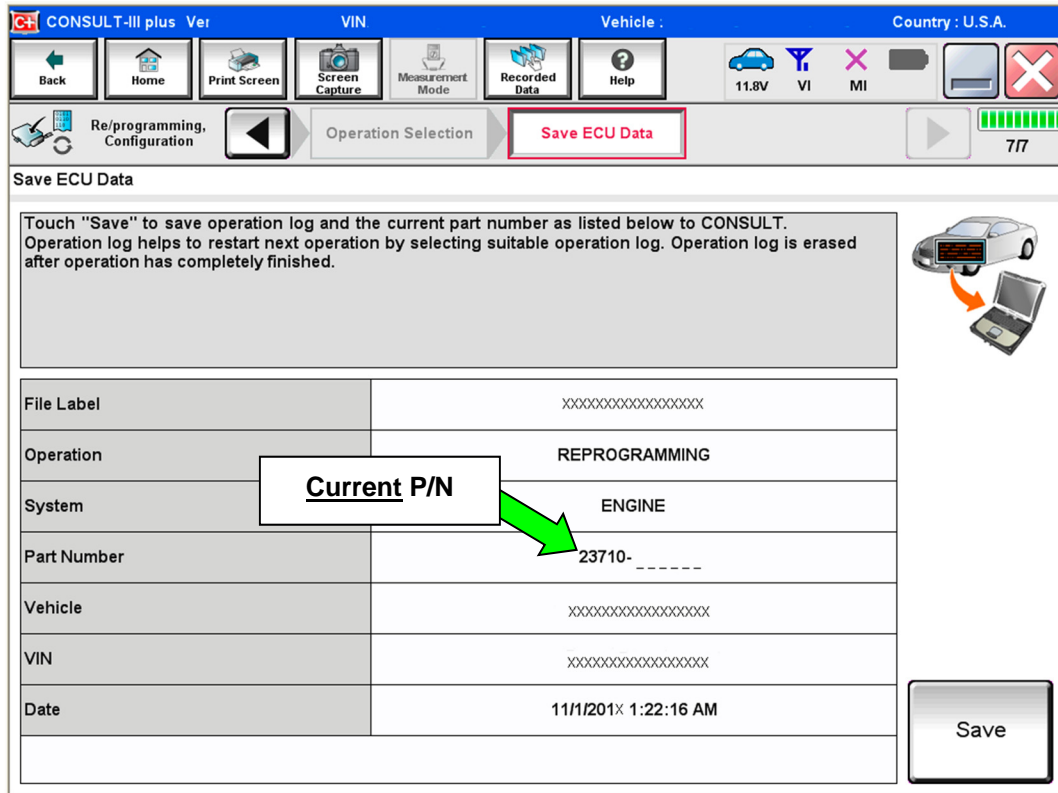 C+ CONSULT-III plus Ver VIN Vehicle : Country : U.S.A.
Back
Home
Print Screen
Screen Capture
Measurement Mode
Recorded Data
Help
11.8V
VI
MI
Re/programming, Configuration
Operation Selection
Save ECU Data
7/7
Save ECU Data
Touch "Save" to save operation log and the current part number as listed below to CONSULT.
Operation log helps to restart next operation by selecting suitable operation log. Operation log is erased
after operation has completely finished.
File Label XXXXXXXXXXXXXXXXX
Operation REPROGRAMMING
Current P/N
System ENGINE
Part Number 23710- _ _ _ _ _ _
Vehicle XXXXXXXXXXXXXXXXX
VIN XXXXXXXXXXXXXXXXX
Date 11/1/201X 1:22:16 AM
Save